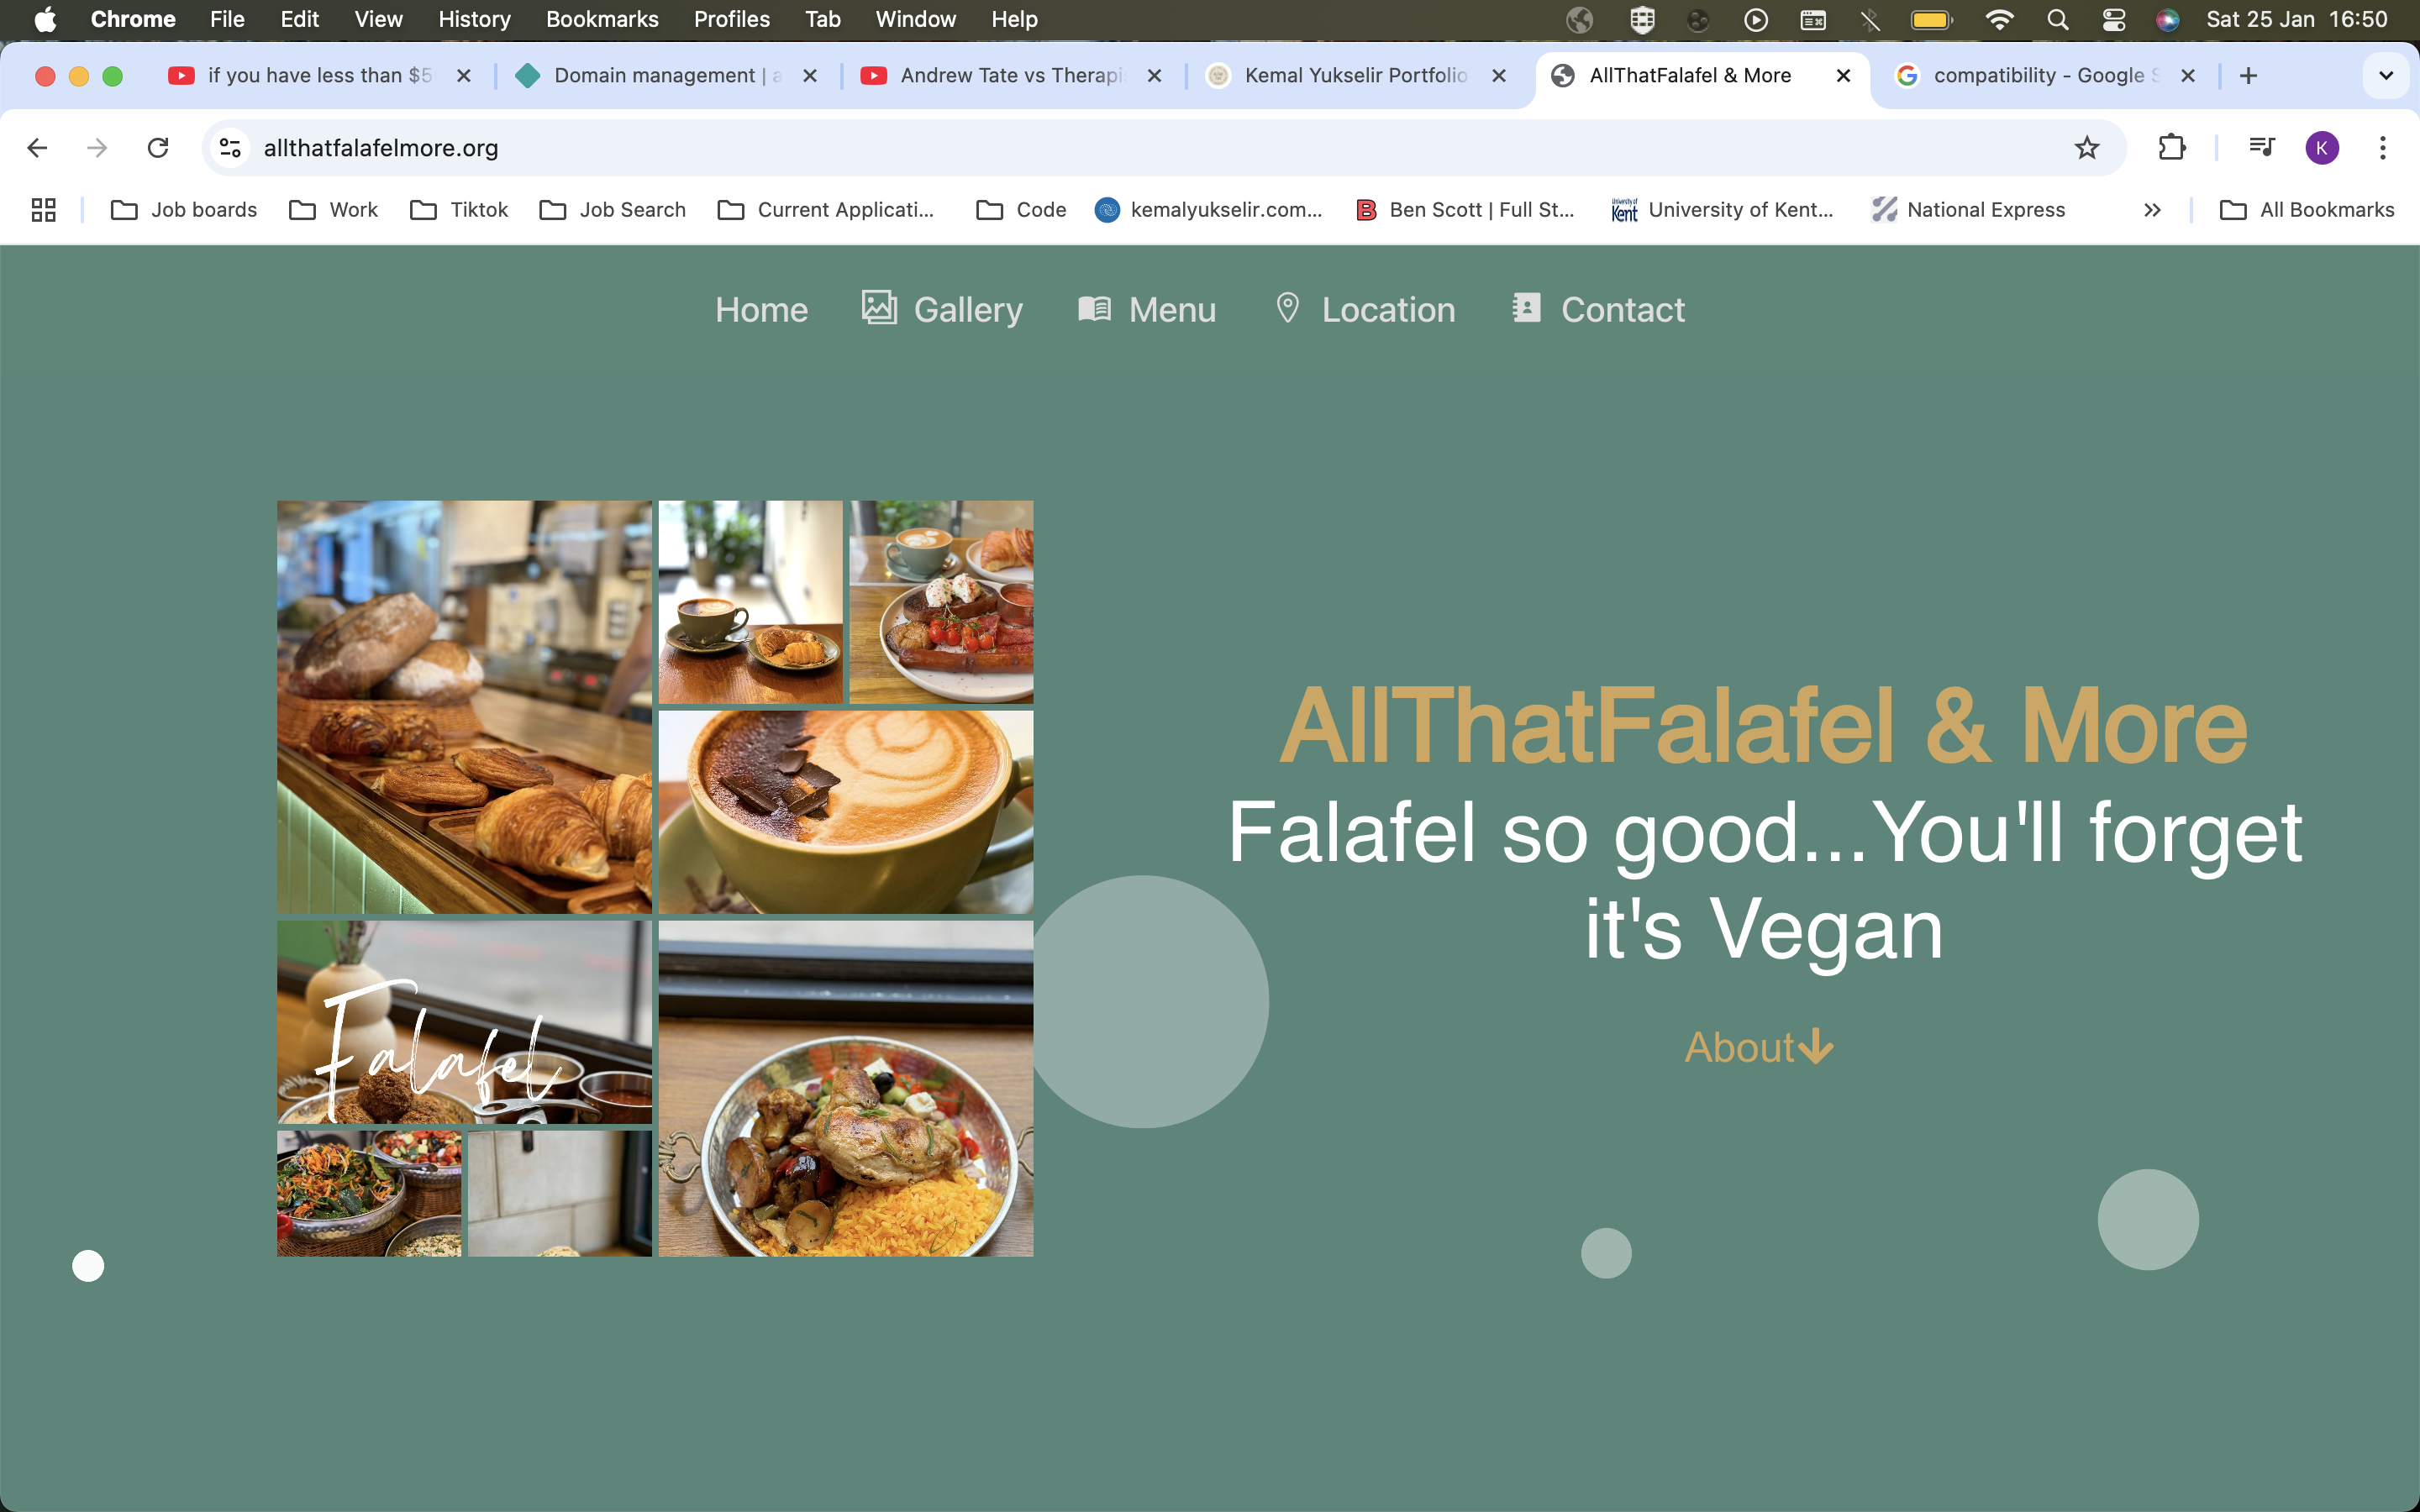 Chrome File Edit View History Bookmarks Profiles Tab Window Help Sat 25 Jan 16:50
if you have less than $5 Domain management | a Andrew Tate vs Therapi Kemal Yukselir Portfolio AllThatFalafel & More compatibility - Google S
allthatfalafelmore.org K
Job boards Work Tiktok Job Search Current Applicati... Code kemalyukselir.com... B Ben Scott | Full St... University of Kent University of Kent... National Express All Bookmarks
Home Gallery Menu Location Contact
AllThatFalafel & More
Falafel so good...You'll forget
it's Vegan
About
Falafel